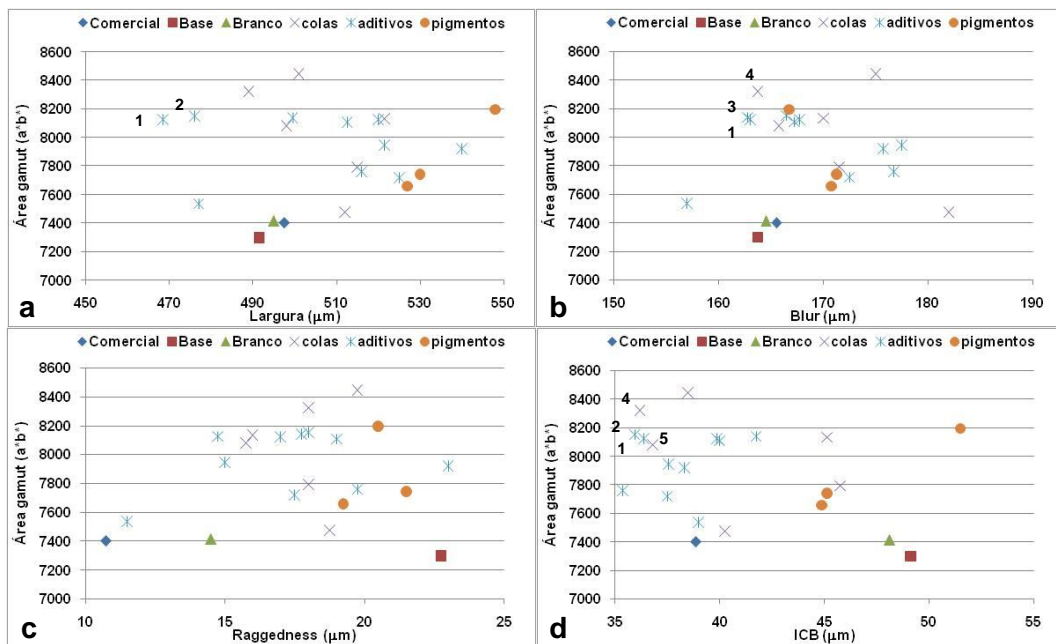 Comercial Base Branco colas aditivos pigmentos
8600
8400
8200
8000
7800
7600
7400
7200
7000
Área gamut (a*b*)
1
2
450 470 490 510 530 550
Largura (µm)
a
Comercial Base Branco colas aditivos pigmentos
8600
8400
8200
8000
7800
7600
7400
7200
7000
Área gamut (a*b*)
4
3
1
150 160 170 180 190
Blur (µm)
b
Comercial Base Branco colas aditivos pigmentos
8600
8400
8200
8000
7800
7600
7400
7200
7000
Área gamut (a*b*)
10 15 20 25
Raggedness (µm)
c
Comercial Base Branco colas aditivos pigmentos
8600
8400
8200
8000
7800
7600
7400
7200
7000
Área gamut (a*b*)
4
2
5
1
35 40 45 50 55
ICB (µm)
d